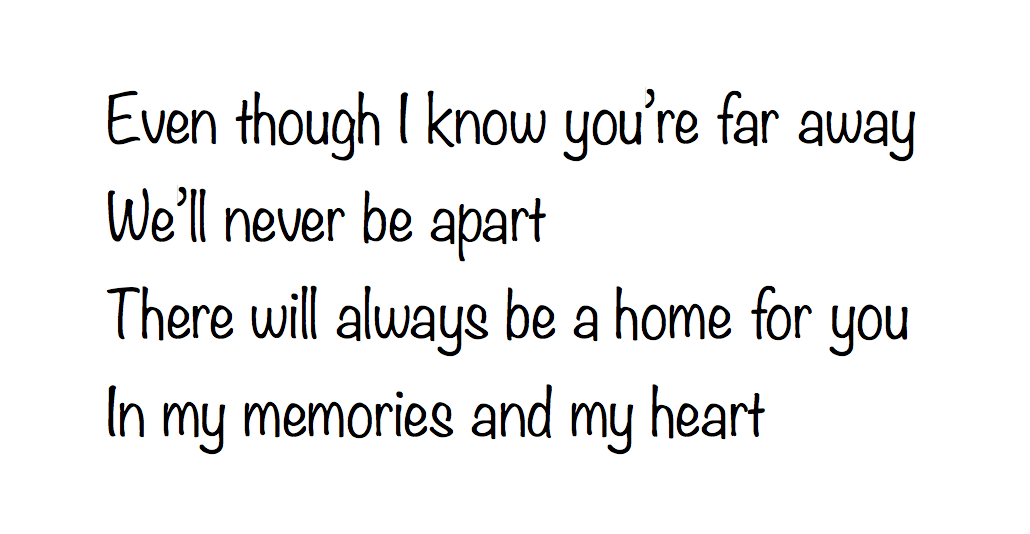 Even though I know you’re far away
We’ll never be apart
There will always be a home for you
In my memories and my heart